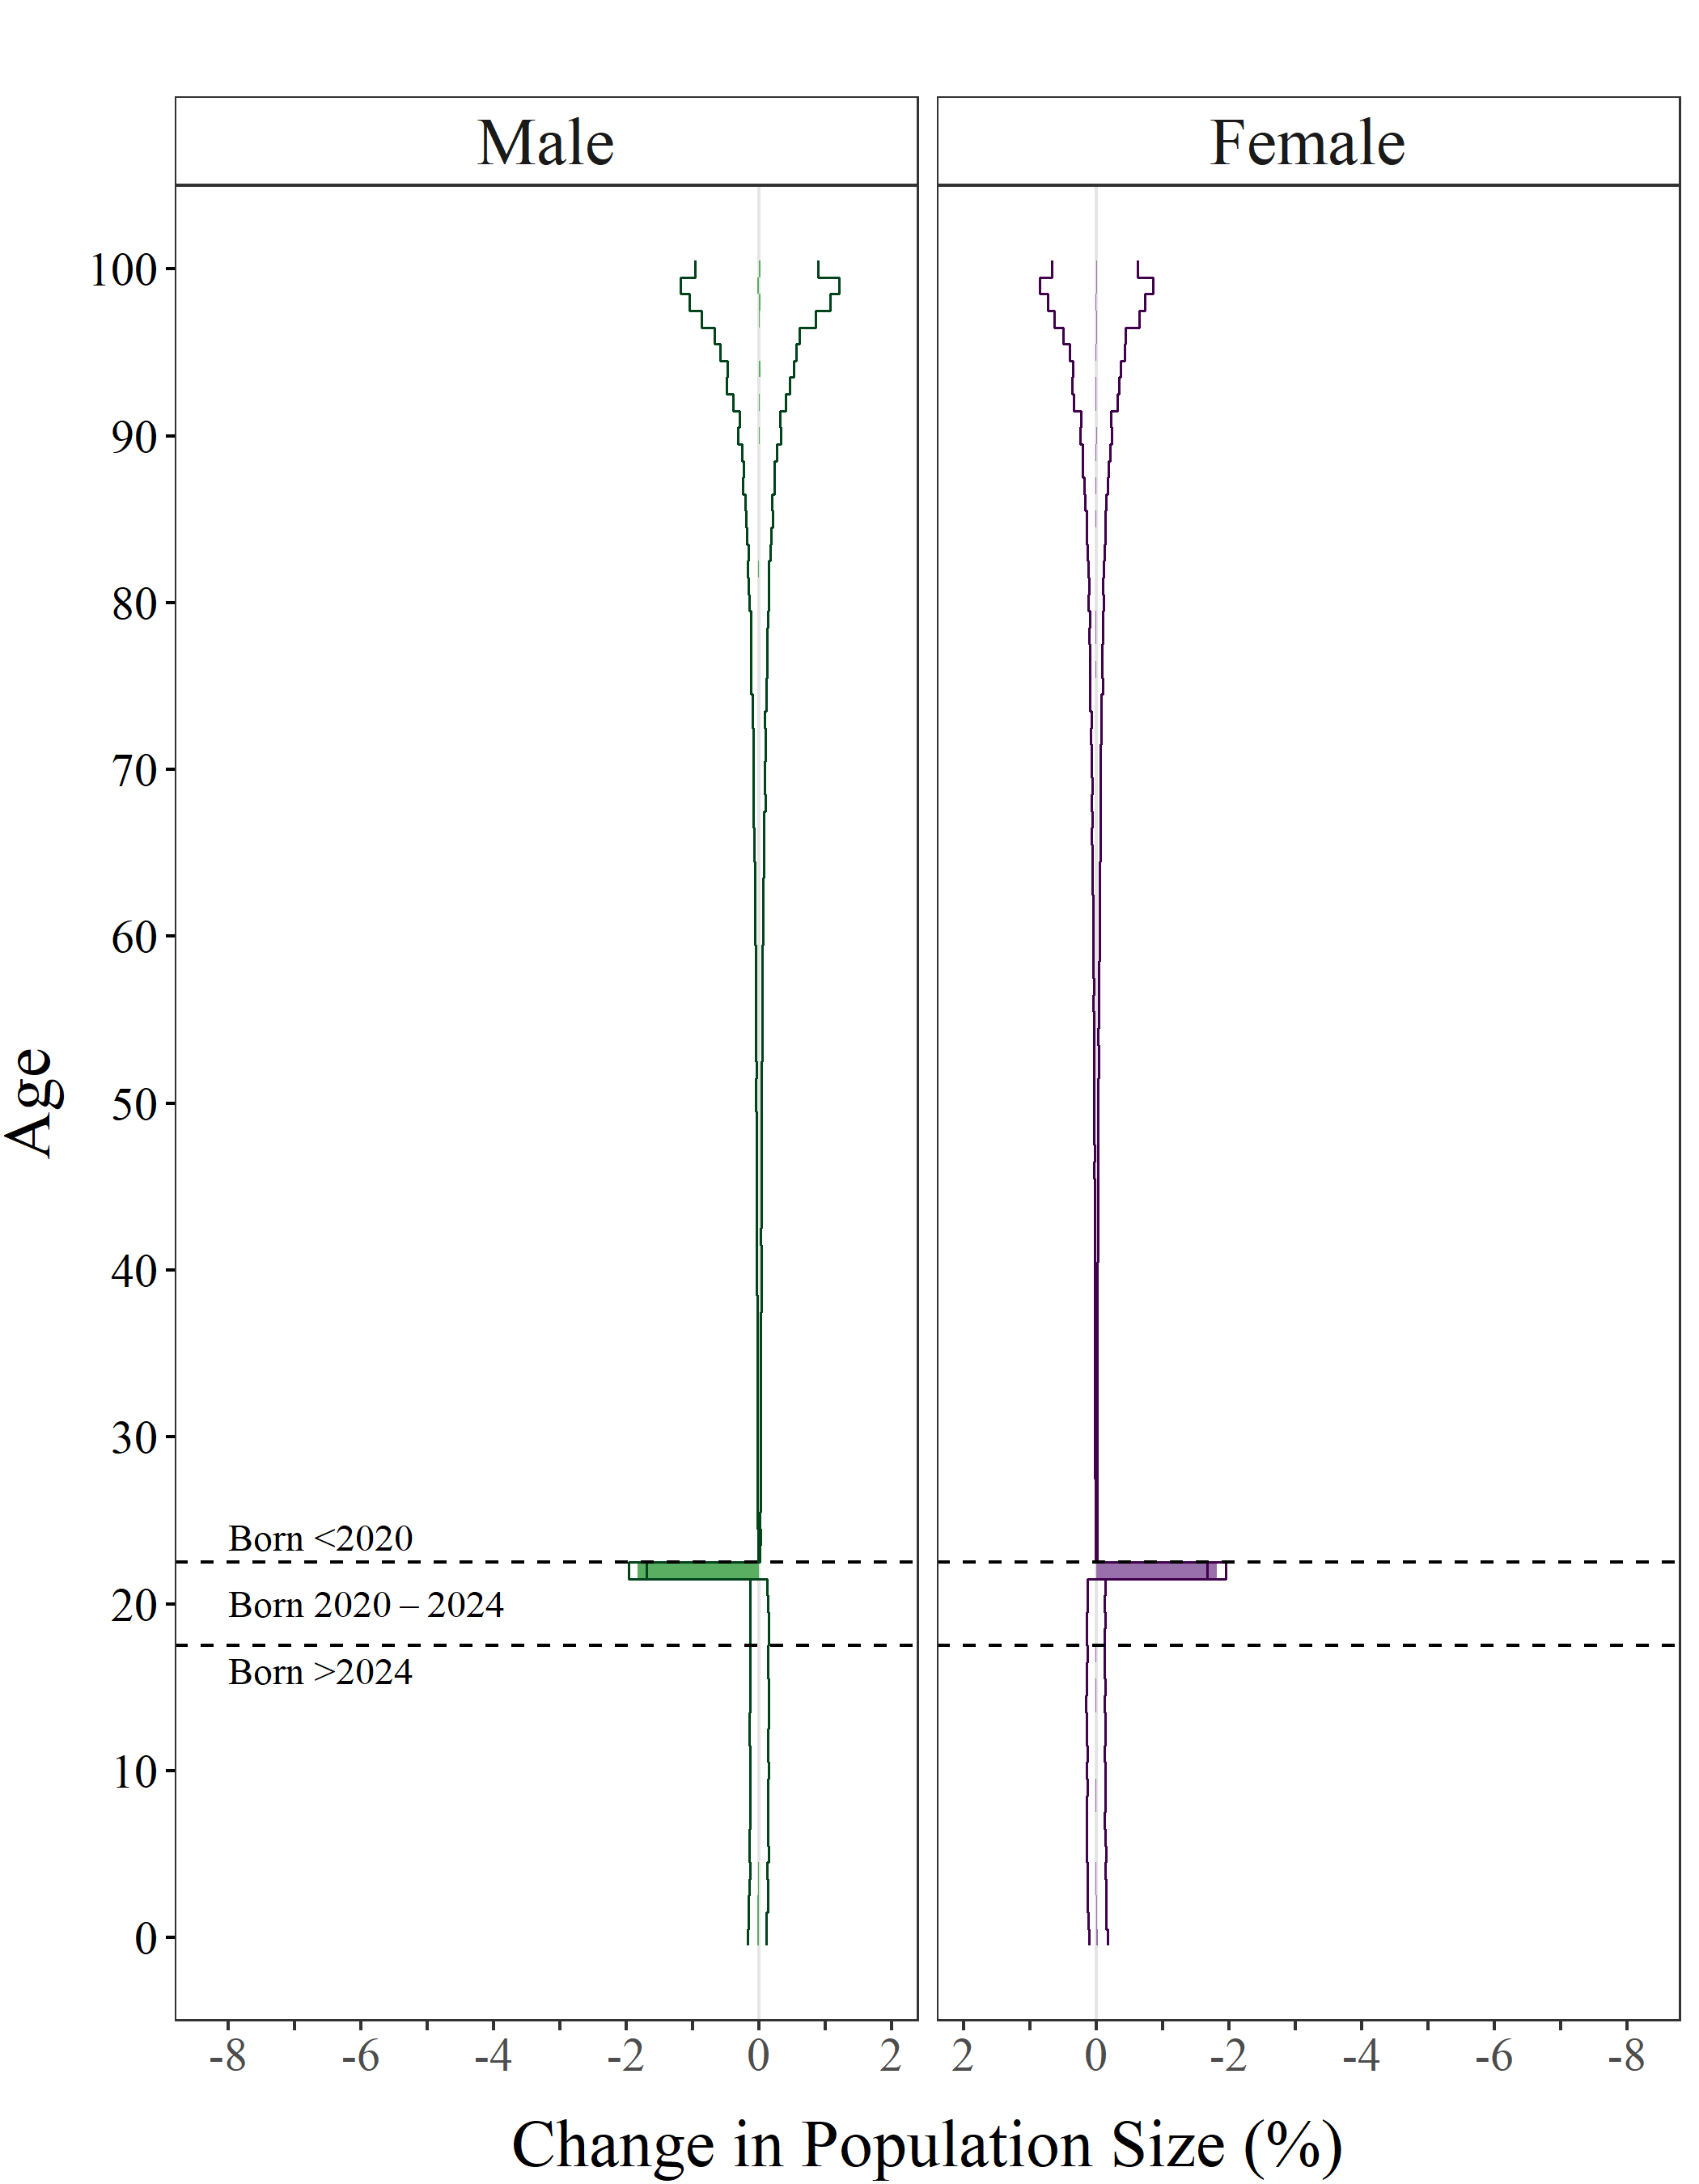 Male
Female
100
90
80
70
60
50
40
30
20
10
0
Age
Born <2020
Born 2020 – 2024
Born >2024
-8 -6 -4 -2 0 2
2 0 -2 -4 -6 -8
Change in Population Size (%)